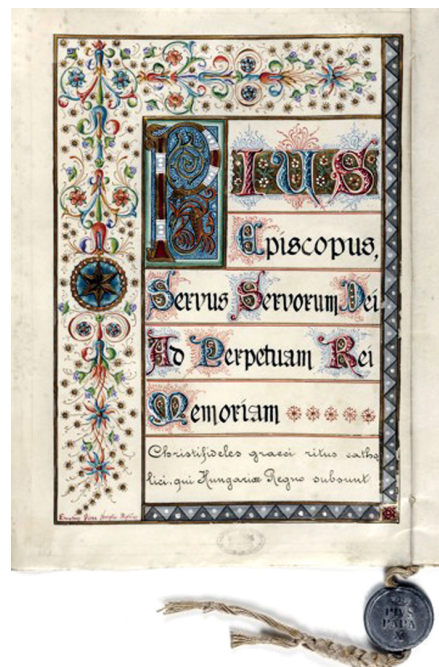 PIUS
Episcopus,
Servus Servorum Dei
Ad Perpetuam Rei
Memoriam
Christifideles graeci ritus catho
lici, qui Hungariæ Regno subsunt
PIVS
PAPA
X